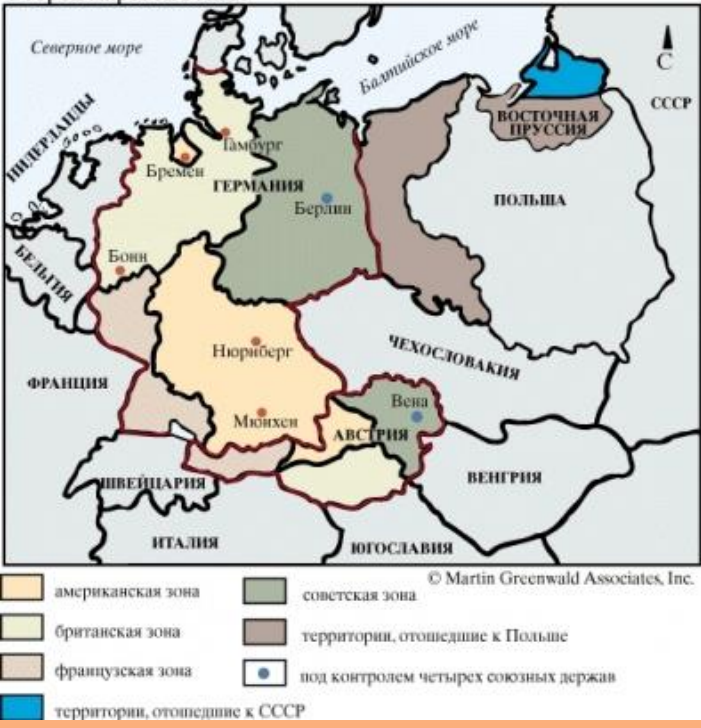 Северное море
Балтийское море
С
СССР
НИДЕРЛАНДЫ
ВОСТОЧНАЯ
ПРУССИЯ
Гамбург
Бремен
ГЕРМАНИЯ
Берлин
ПОЛЬША
БЕЛЬГИЯ
Бонн
Нюрнберг
ЧЕХОСЛОВАКИЯ
ФРАНЦИЯ
Мюнхен
Вена
АВСТРИЯ
ШВЕЙЦАРИЯ
ВЕНГРИЯ
ИТАЛИЯ
ЮГОСЛАВИЯ
© Martin Greenwald Associates, Inc.
американская зона
советская зона
британская зона
территории, отошедшие к Польше
французская зона
под контролем четырех союзных держав
территории, отошедшие к СССР